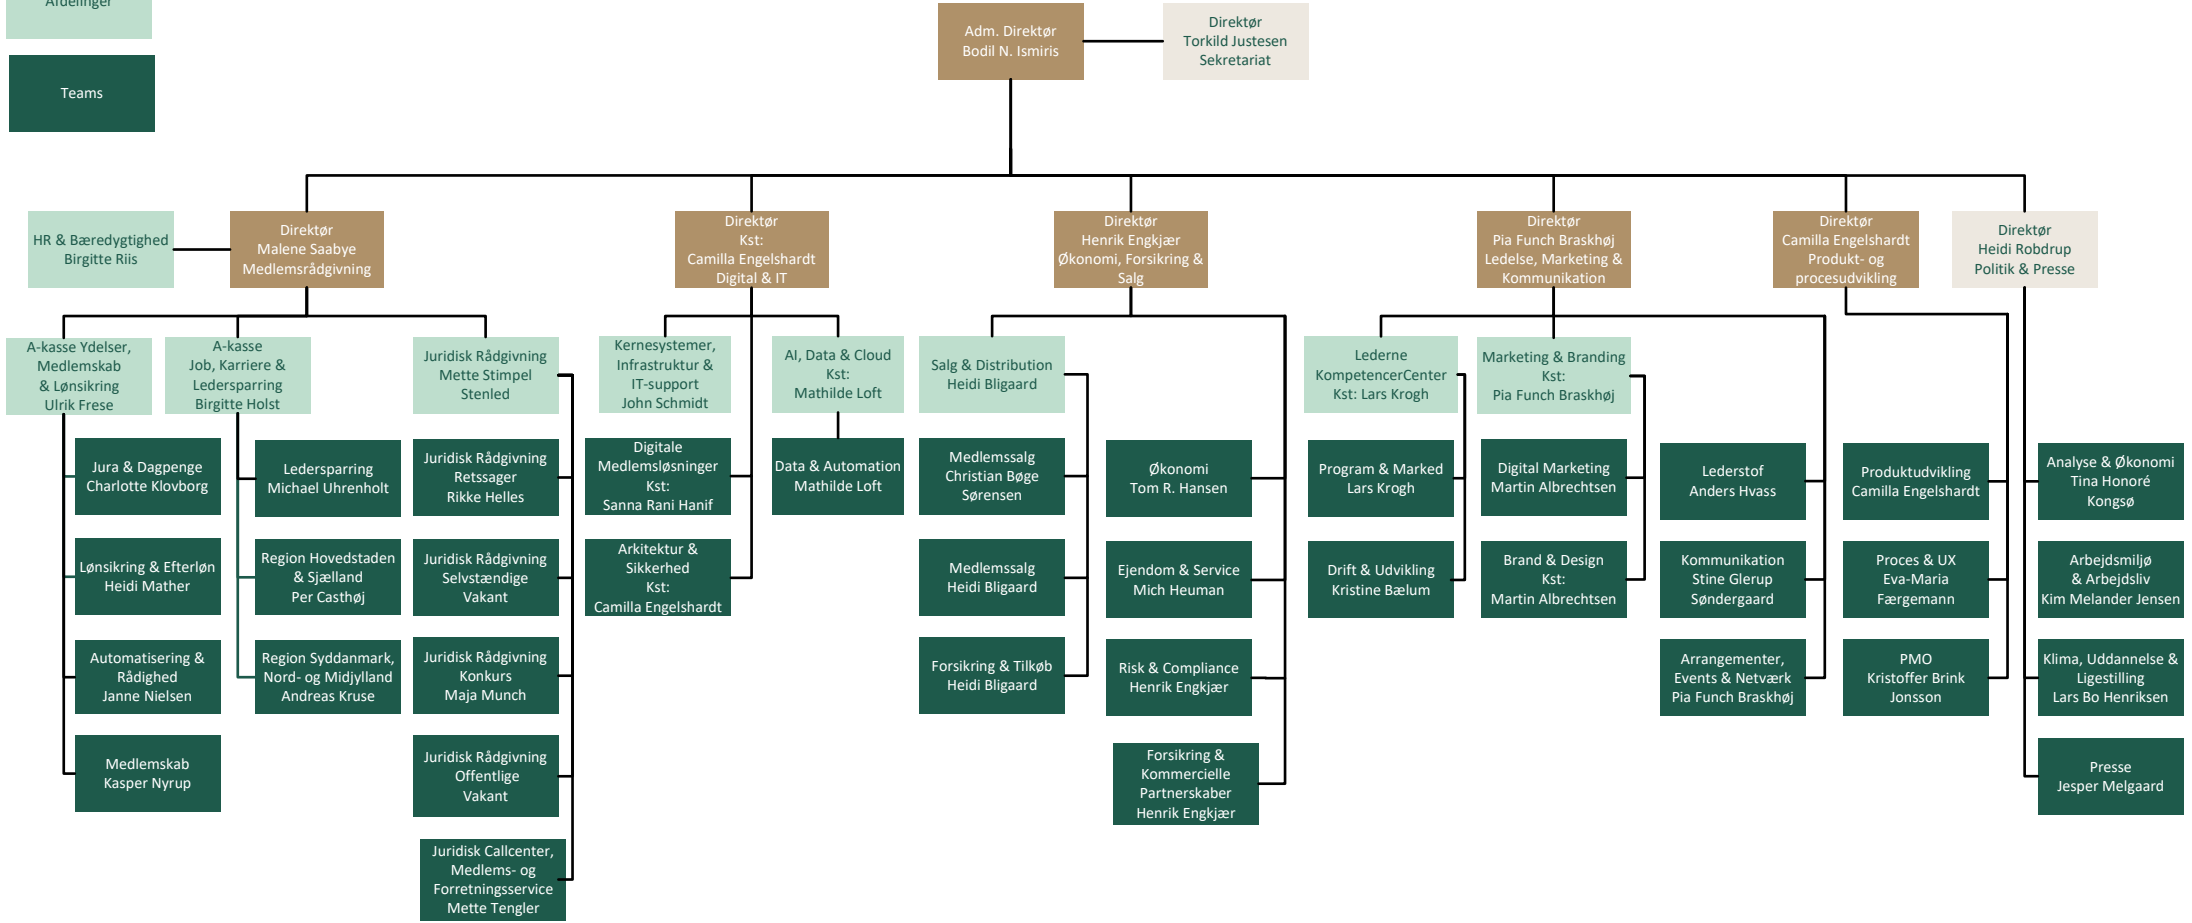 Afdelinger
Teams
Adm. Direktør
Bodil N. Ismiris
Direktør
Torkild Justesen
Sekretariat
HR & Bæredygtighed
Birgitte Riis
Direktør
Malene Saabye
Medlemsrådgivning
Direktør
Kst:
Camilla Engelshardt
Digital & IT
Direktør
Henrik Engkjær
Økonomi, Forsikring &
Salg
Direktør
Pia Funch Braskhøj
Ledelse, Marketing &
Kommunikation
Direktør
Camilla Engelshardt
Produkt- og
procesudvikling
Direktør
Heidi Robdrup
Politik & Presse
A-kasse Ydelser,
Medlemskab
& Lønsikring
Ulrik Frese
A-kasse
Job, Karriere &
Ledersparring
Birgitte Holst
Juridisk Rådgivning
Mette Stimpel
Stenled
Kernesystemer,
Infrastruktur &
IT-support
John Schmidt
AI, Data & Cloud
Kst:
Mathilde Loft
Salg & Distribution
Heidi Bligaard
Lederne
KompetencerCenter
Kst: Lars Krogh
Marketing & Branding
Kst:
Pia Funch Braskhøj
Jura & Dagpenge
Charlotte Klovborg
Ledersparring
Michael Uhrenholt
Juridisk Rådgivning
Retssager
Rikke Helles
Digitale
Medlemsløsninger
Kst:
Sanna Rani Hanif
Data & Automation
Mathilde Loft
Medlemssalg
Christian Bøge
Sørensen
Økonomi
Tom R. Hansen
Program & Marked
Lars Krogh
Digital Marketing
Martin Albrechtsen
Lederstof
Anders Hvass
Produktudvikling
Camilla Engelshardt
Analyse & Økonomi
Tina Honoré
Kongsø
Lønsikring & Efterløn
Heidi Mather
Region Hovedstaden
& Sjælland
Per Casthøj
Juridisk Rådgivning
Selvstændige
Vakant
Arkitektur &
Sikkerhed
Kst:
Camilla Engelshardt
Medlemssalg
Heidi Bligaard
Ejendom & Service
Mich Heuman
Drift & Udvikling
Kristine Bælum
Brand & Design
Kst:
Martin Albrechtsen
Kommunikation
Stine Glerup
Søndergaard
Proces & UX
Eva-Maria
Færgemann
Arbejdsmiljø
& Arbejdsliv
Kim Melander Jensen
Automatisering &
Rådighed
Janne Nielsen
Region Syddanmark,
Nord- og Midjylland
Andreas Kruse
Juridisk Rådgivning
Konkurs
Maja Munch
Forsikring & Tilkøb
Heidi Bligaard
Risk & Compliance
Henrik Engkjær
Arrangementer,
Events & Netværk
Pia Funch Braskhøj
PMO
Kristoffer Brink
Jonsson
Klima, Uddannelse &
Ligestilling
Lars Bo Henriksen
Medlemskab
Kasper Nyrup
Juridisk Rådgivning
Offentlige
Vakant
Forsikring &
Kommercielle
Partnerskaber
Henrik Engkjær
Presse
Jesper Melgaard
Juridisk Callcenter,
Medlems- og
Forretningsservice
Mette Tengler